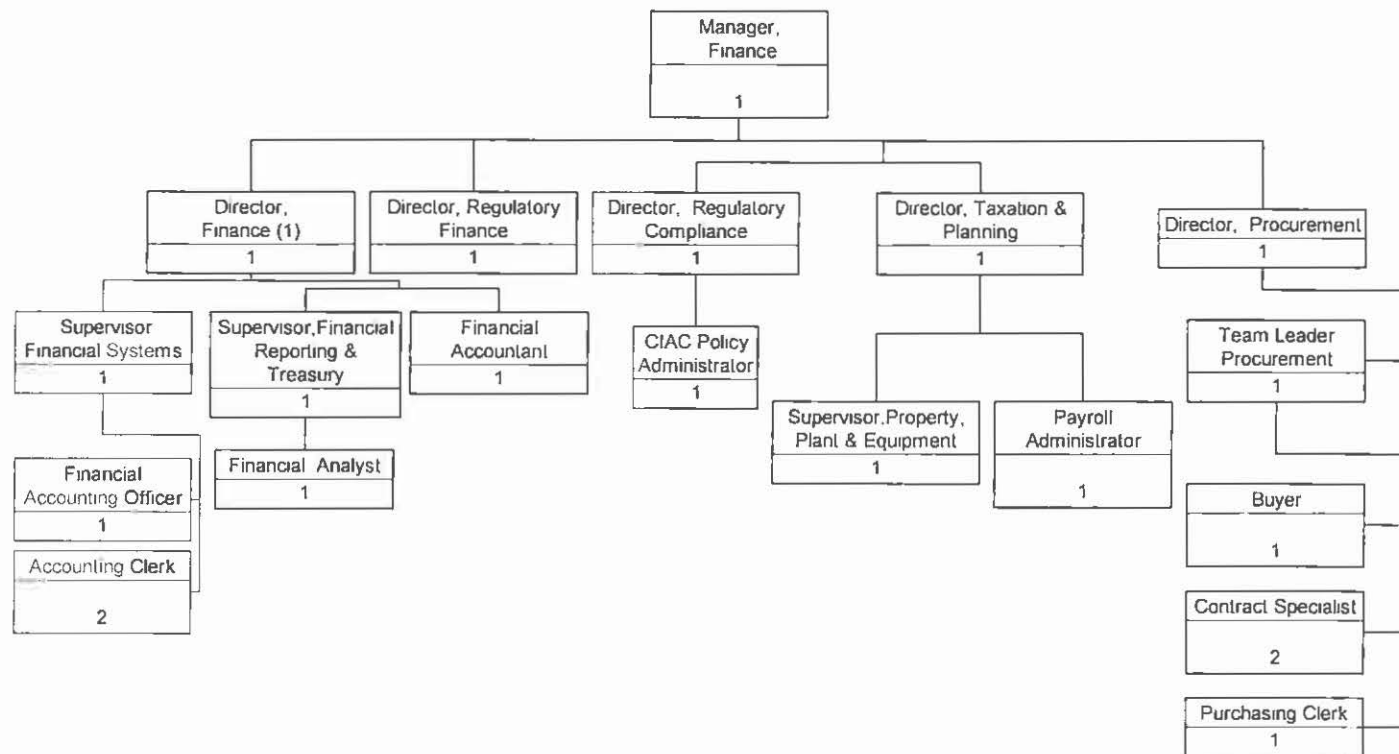 Manager,
Finance
1
Director,
Finance (1)
1
Director, Regulatory
Finance
1
Director, Regulatory
Compliance
1
Director, Taxation &
Planning
1
Director, Procurement
1
Supervisor
Financial Systems
1
Supervisor,Financial
Reporting &
Treasury
1
Financial
Accountant
1
CIAC Policy
Administrator
1
Supervisor,Property,
Plant & Equipment
1
Payroll
Administrator
1
Team Leader
Procurement
1
Financial
Accounting Officer
1
Financial Analyst
1
Buyer
1
Accounting Clerk
2
Contract Specialist
2
Purchasing Clerk
1